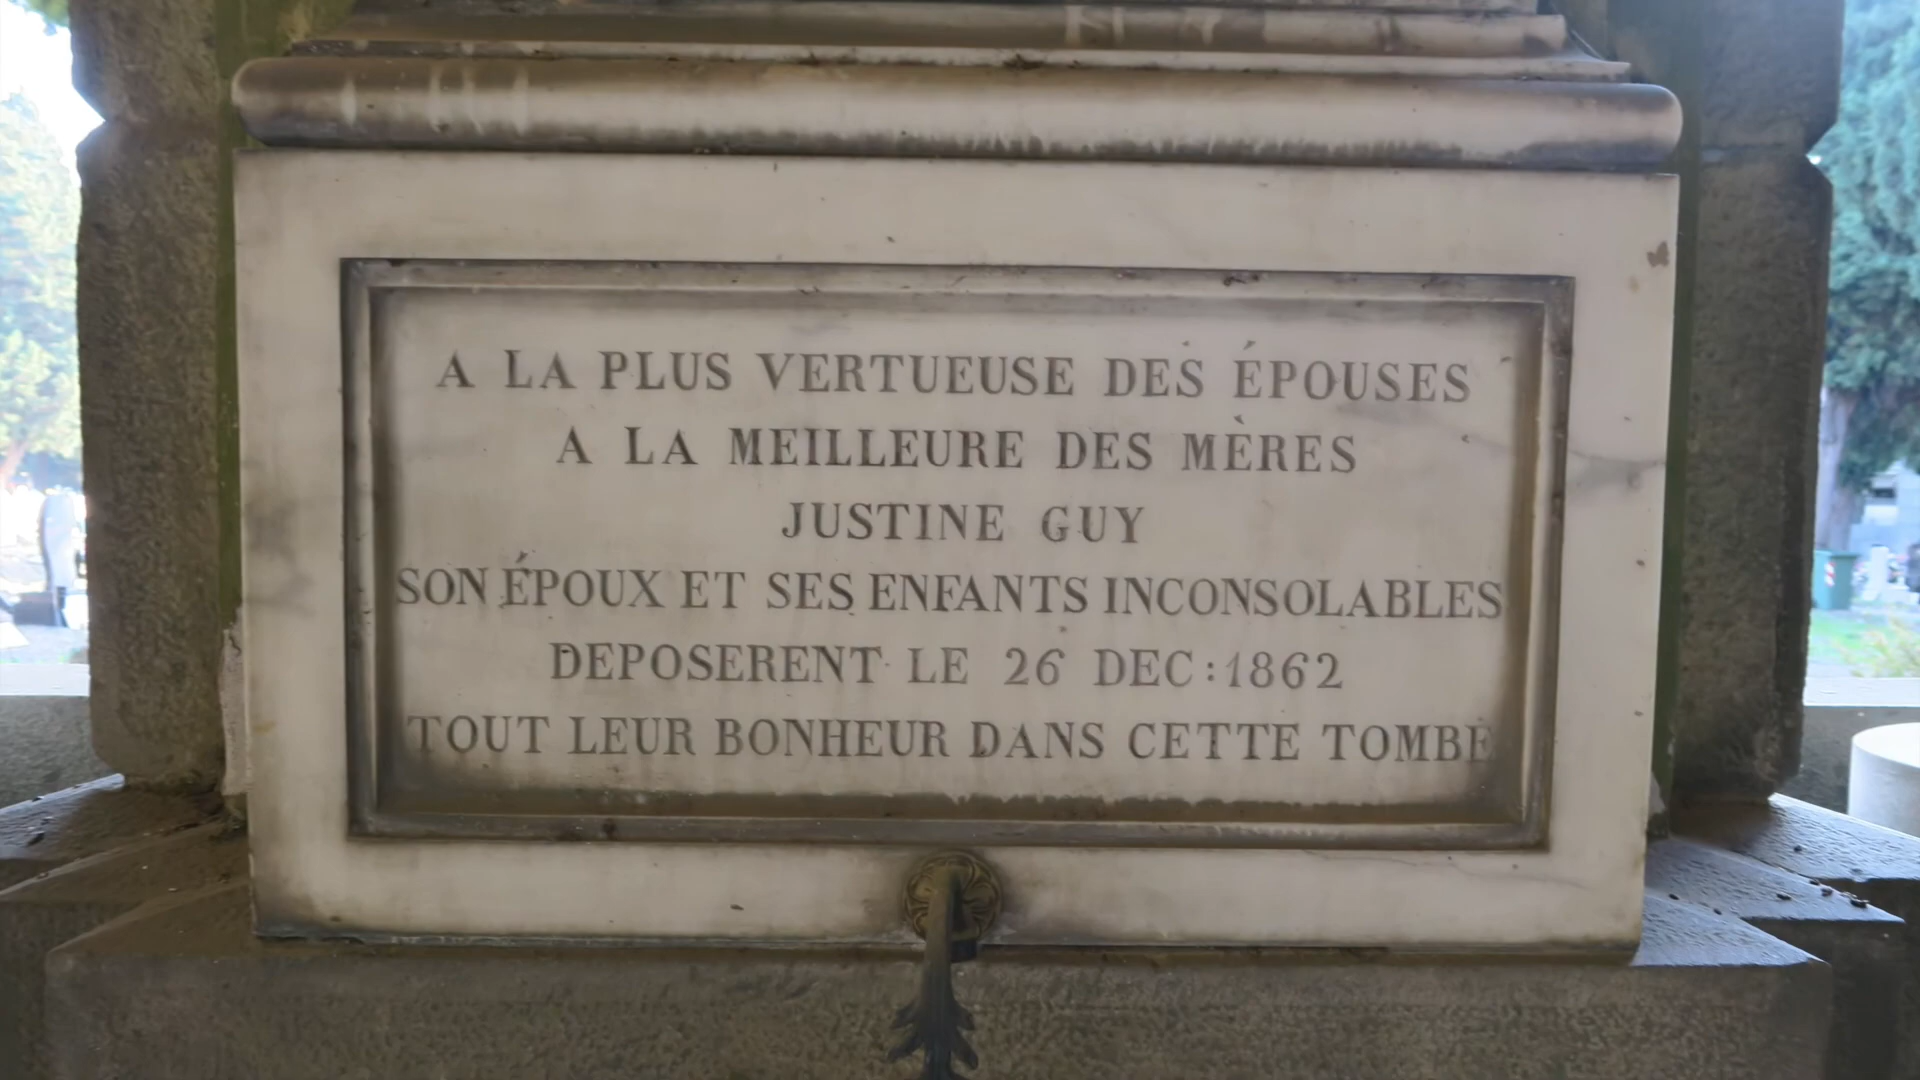 A LA PLUS VERTUEUSE DES ÉPOUSES
A LA MEILLEURE DES MÈRES
JUSTINE GUY
SON ÉPOUX ET SES ENFANTS INCONSOLABLES
DEPOSERENT LE 26 DEC:1862
TOUT LEUR BONHEUR DANS CETTE TOMBE